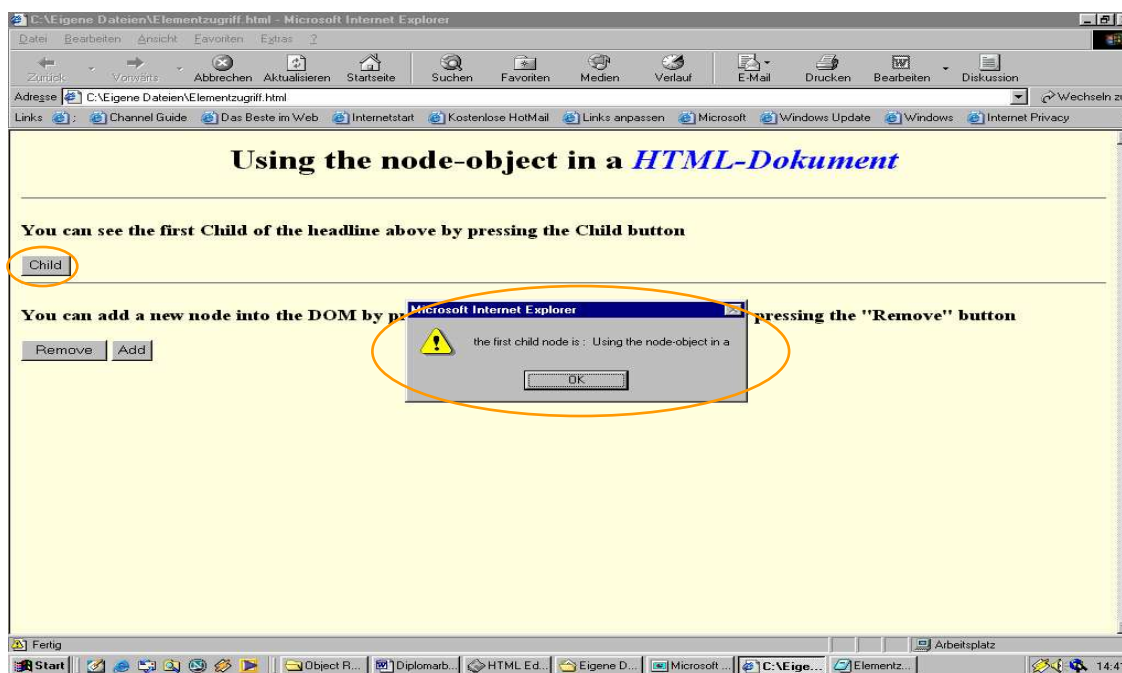 C:\Eigene Dateien\Elementzugriff.html - Microsoft Internet Explorer
Datei Bearbeiten Ansicht Favoriten Extras ?
Zurück Vorwärts Abbrechen Aktualisieren Startseite Suchen Favoriten Medien Verlauf E-Mail Drucken Bearbeiten Diskussion
Adresse C:\Eigene Dateien\Elementzugriff.html Wechseln zu
Links Channel Guide Das Beste im Web Internetstart Kostenlose HotMail Links anpassen Microsoft Windows Update Windows Internet Privacy
Using the node-object in a HTML-Dokument
You can see the first Child of the headline above by pressing the Child button
Child
You can add a new node into the DOM by pressing the "Remove" button
Remove Add
Microsoft Internet Explorer
the first child node is : Using the node-object in a
OK
Fertig Arbeitsplatz
Start Object R... Diplomarb... HTML Ed... Eigene D... Microsoft ... C:\Eige... Elementz... 14:4